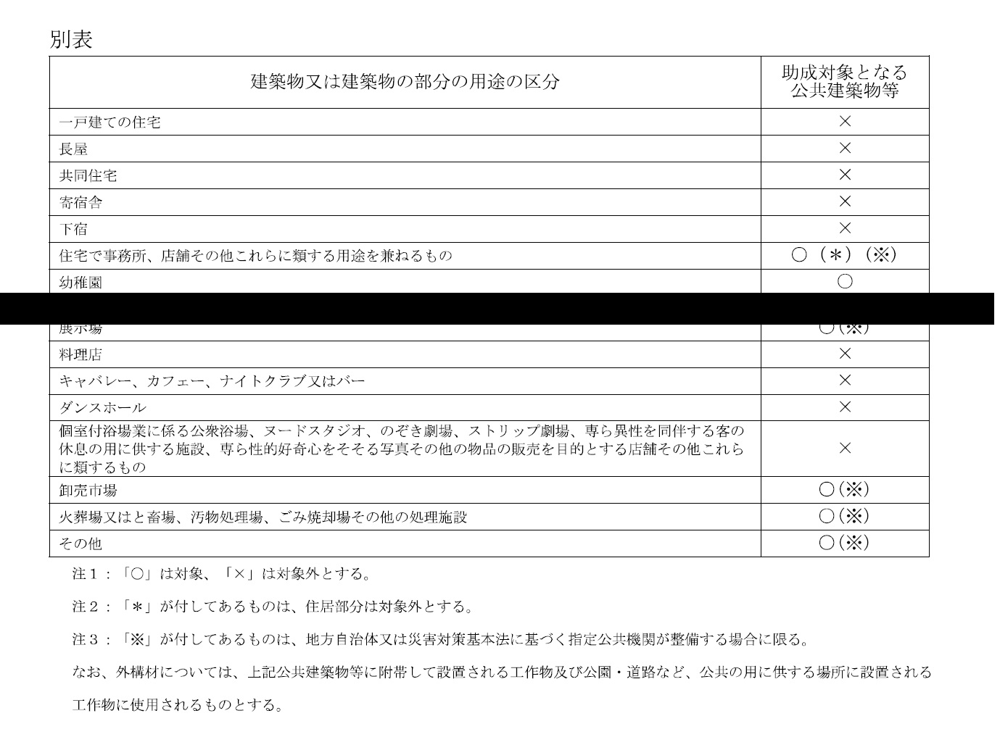 別表
建築物又は建築物の部分の用途の区分
助成対象となる
公共建築物等
一戸建ての住宅 ×
長屋 ×
共同住宅 ×
寄宿舎 ×
下宿 ×
住宅で事務所、店舗その他これらに類する用途を兼ねるもの ○（＊）（※）
幼稚園 ○
展示場 ○(※)
料理店 ×
キャバレー、カフェー、ナイトクラブ又はバー ×
ダンスホール ×
個室付浴場業に係る公衆浴場、ヌードスタジオ、のぞき劇場、ストリップ劇場、専ら異性を同伴する客の
休息の用に供する施設、専ら性的好奇心をそそる写真その他の物品の販売を目的とする店舗その他これら ×
に類するもの
卸売市場 ○(※)
火葬場又はと畜場、汚物処理場、ごみ焼却場その他の処理施設 ○(※)
その他 ○(※)
注１：「○」は対象、「×」は対象外とする。
注２：「＊」が付してあるものは、住居部分は対象外とする。
注３：「※」が付してあるものは、地方自治体又は災害対策基本法に基づく指定公共機関が整備する場合に限る。
なお、外構材については、上記公共建築物等に附帯して設置される工作物及び公園・道路など、公共の用に供する場所に設置される
工作物に使用されるものとする。